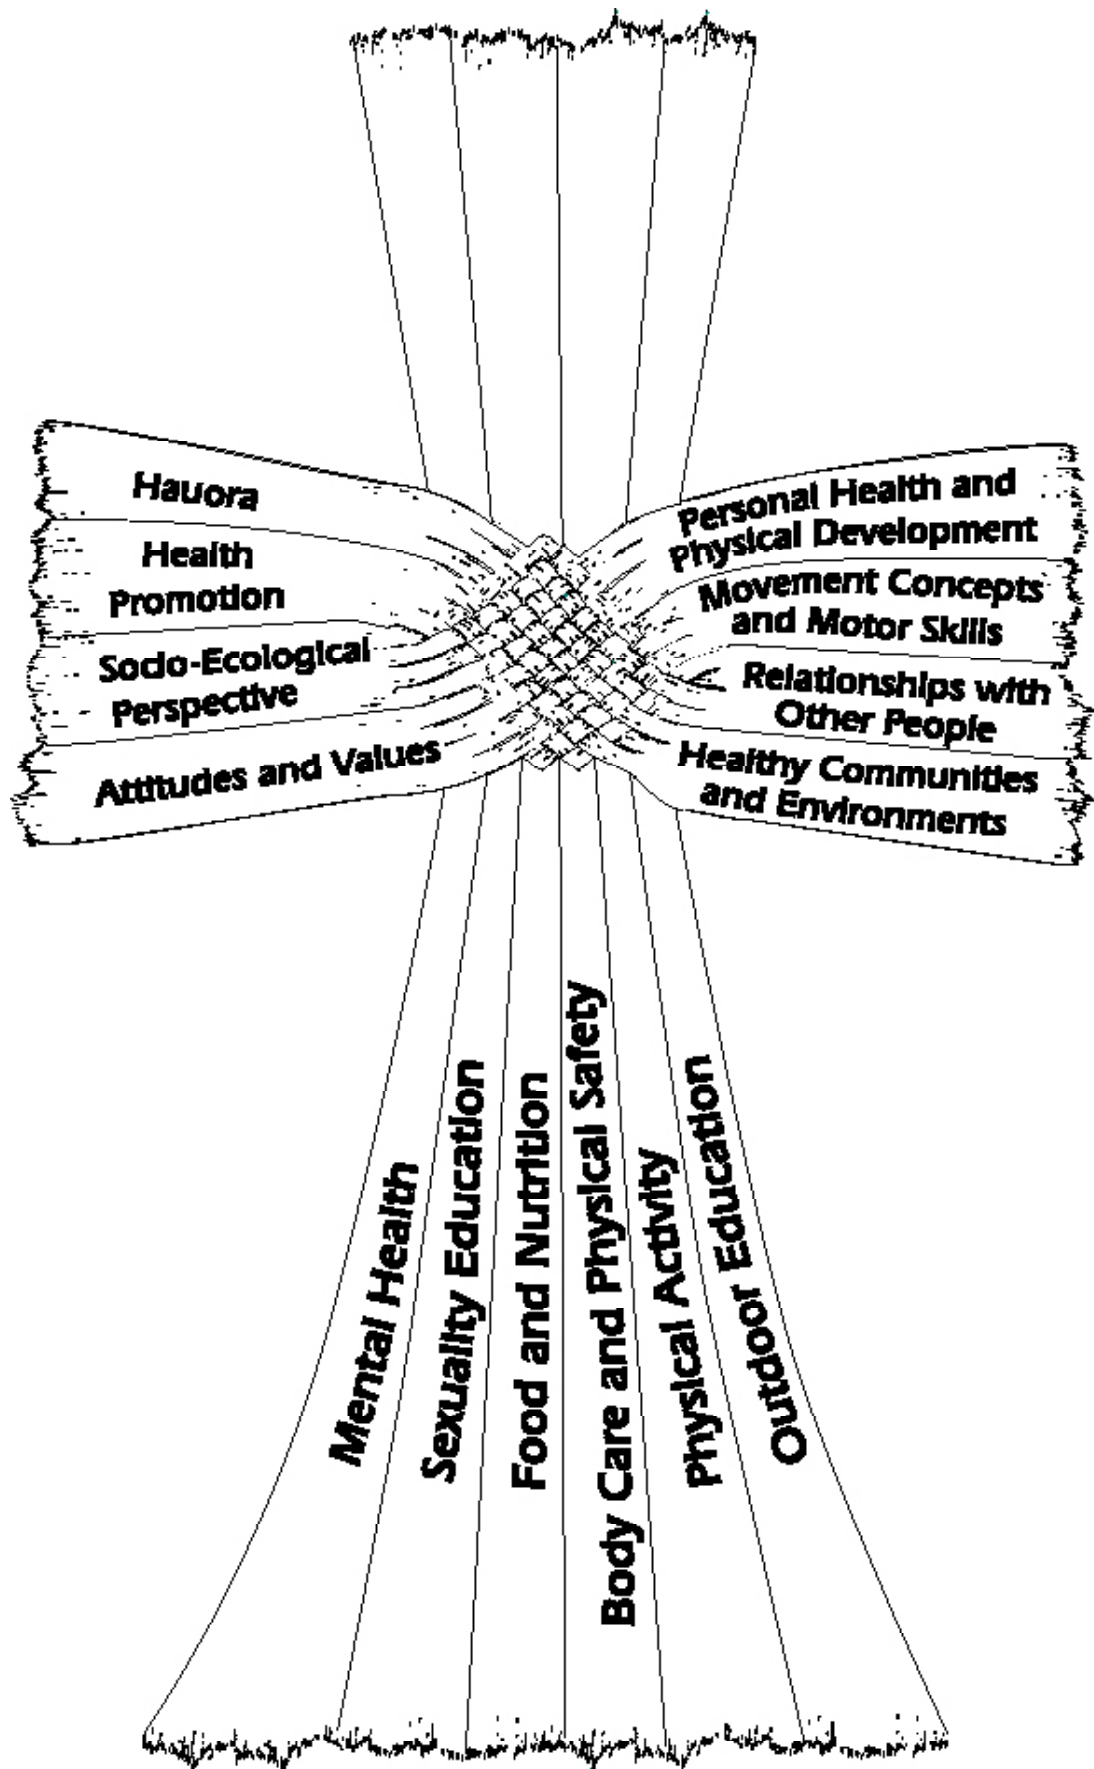 Hauora
Health
Promotion
Socio-Ecological
Perspective
Attitudes and Values
Personal Health and
Physical Development
Movement Concepts
and Motor Skills
Relationships with
Other People
Healthy Communities
and Environments
Mental Health
Sexuality Education
Food and Nutrition
Body Care and Physical Safety
Physical Activity
Outdoor Education